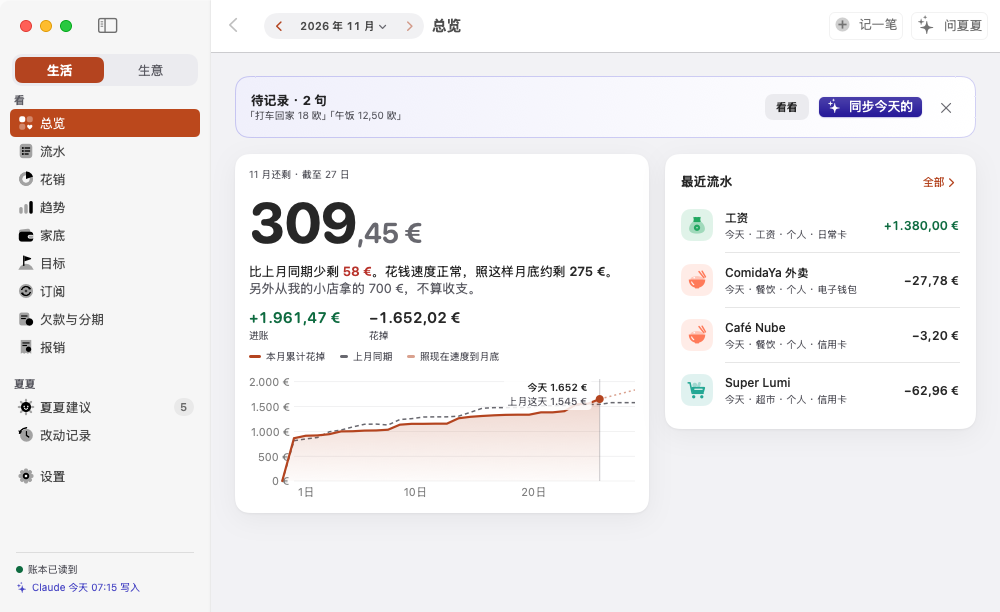 生活
生意
看
总览
流水
花销
趋势
家底
目标
订阅
欠款与分期
报销
夏夏
夏夏建议
5
改动记录
设置
账本已读到
Claude 今天 07:15 写入
2026 年 11 月
总览
记一笔
问夏夏
待记录 · 2 句
「打车回家 18 欧」「午饭 12,50 欧」
看看
同步今天的
11 月还剩 · 截至 27 日
309,45 €
比上月同期少剩 58 €。花钱速度正常，照这样月底约剩 275 €。
另外从我的小店拿的 700 €，不算收支。
+1.961,47 €
−1.652,02 €
进账
花掉
本月累计花掉
上月同期
照现在速度到月底
2.000 €
1.500 €
1.000 €
500 €
0 €
今天 1.652 €
上月这天 1.545 €
1日
10日
20日
最近流水
全部
工资
今天 · 工资 · 个人 · 日常卡
+1.380,00 €
ComidaYa 外卖
今天 · 餐饮 · 个人 · 电子钱包
−27,78 €
Café Nube
今天 · 餐饮 · 个人 · 信用卡
−3,20 €
Super Lumi
今天 · 超市 · 个人 · 信用卡
−62,96 €